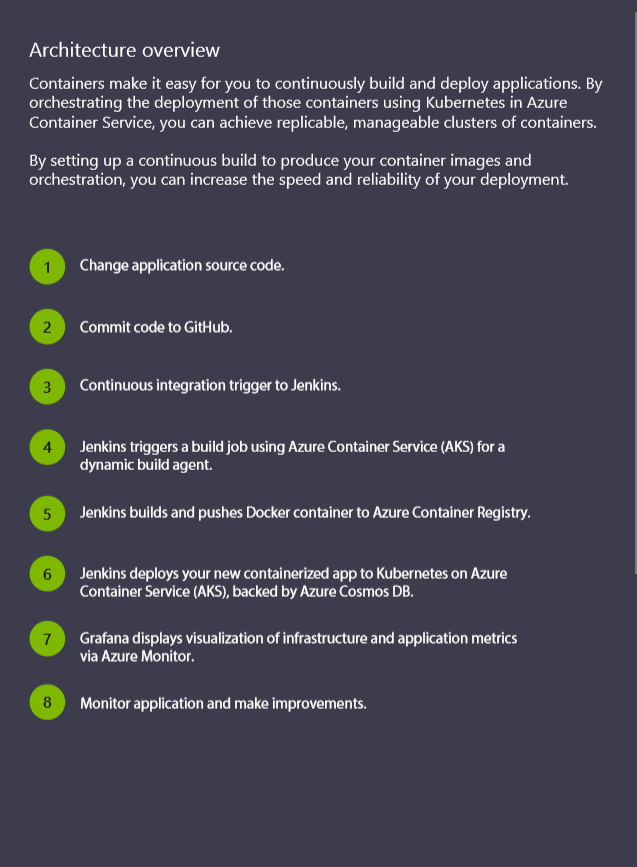 Architecture overview
Containers make it easy for you to continuously build and deploy applications. By
orchestrating the deployment of those containers using Kubernetes in Azure
Container Service, you can achieve replicable, manageable clusters of containers.
By setting up a continuous build to produce your container images and
orchestration, you can increase the speed and reliability of your deployment.
1 Change application source code.
2 Commit code to GitHub.
3 Continuous integration trigger to Jenkins.
4 Jenkins triggers a build job using Azure Container Service (AKS) for a
dynamic build agent.
5 Jenkins builds and pushes Docker container to Azure Container Registry.
6 Jenkins deploys your new containerized app to Kubernetes on Azure
Container Service (AKS), backed by Azure Cosmos DB.
7 Grafana displays visualization of infrastructure and application metrics
via Azure Monitor.
8 Monitor application and make improvements.